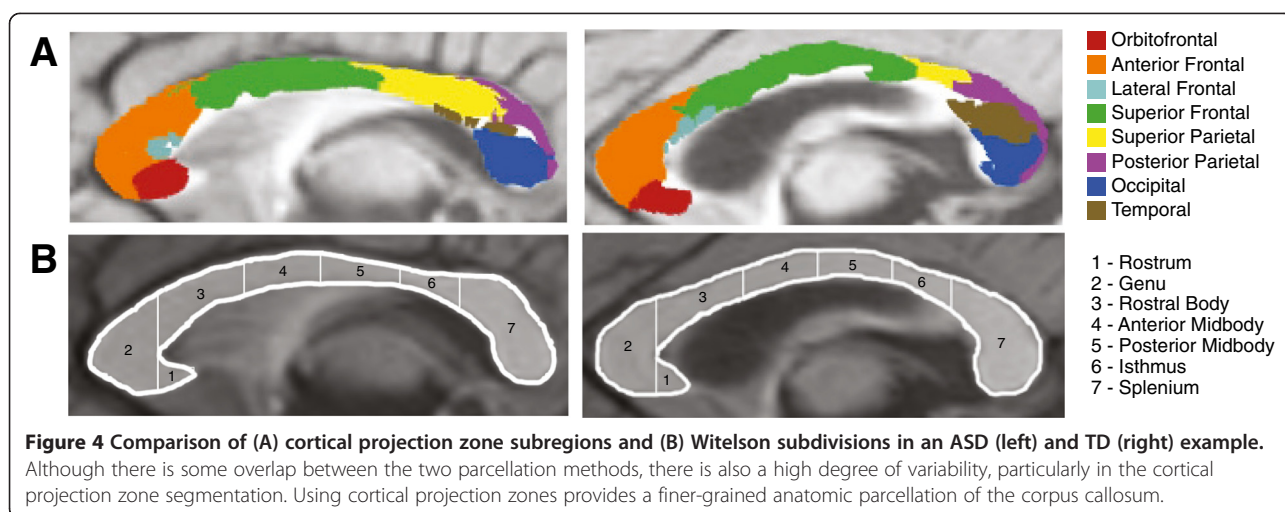 A
Orbitofrontal
Anterior Frontal
Lateral Frontal
Superior Frontal
Superior Parietal
Posterior Parietal
Occipital
Temporal
B
1
2
3
4
5
6
7
1
2
3
4
5
6
7
1 - Rostrum
2 - Genu
3 - Rostral Body
4 - Anterior Midbody
5 - Posterior Midbody
6 - Isthmus
7 - Splenium
Figure 4 Comparison of (A) cortical projection zone subregions and (B) Witelson subdivisions in an ASD (left) and TD (right) example.
Although there is some overlap between the two parcellation methods, there is also a high degree of variability, particularly in the cortical
projection zone segmentation. Using cortical projection zones provides a finer-grained anatomic parcellation of the corpus callosum.